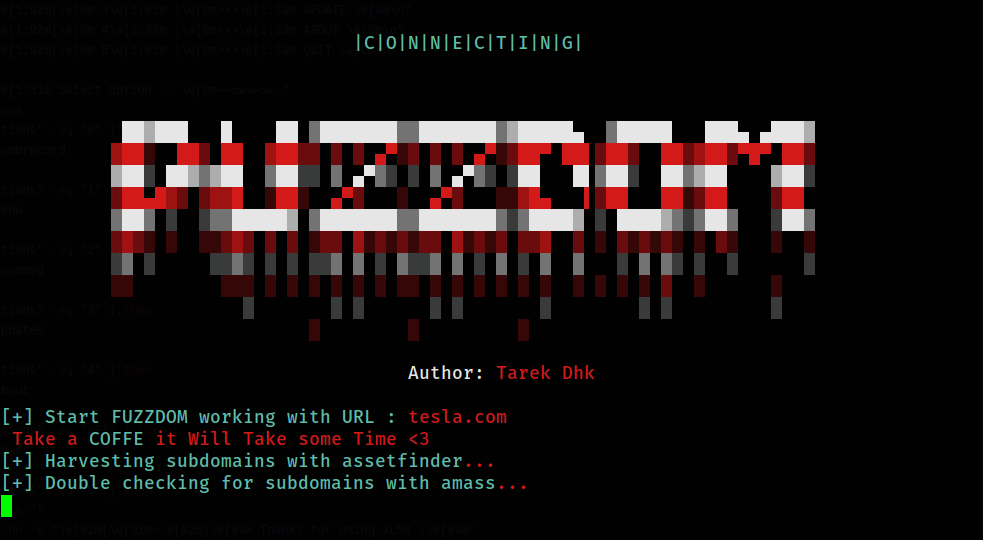 |C|O|N|N|E|C|T|I|N|G|
FUZZDOM
Author: Tarek Dhk
[+] Start FUZZDOM working with URL : tesla.com
Take a COFFE it Will Take some Time <3
[+] Harvesting subdomains with assetfinder...
[+] Double checking for subdomains with amass...